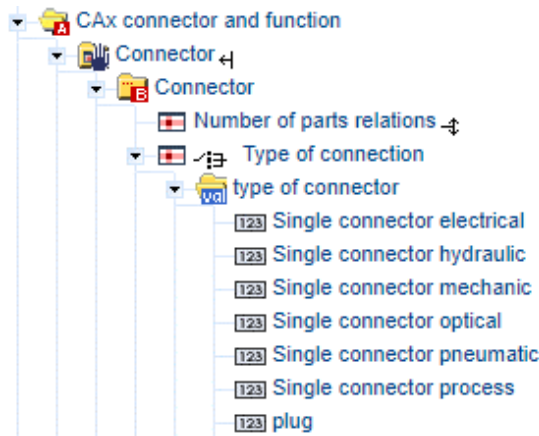 CAx connector and function
Connector
Connector
Number of parts relations
Type of connection
type of connector
Single connector electrical
Single connector hydraulic
Single connector mechanic
Single connector optical
Single connector pneumatic
Single connector process
plug